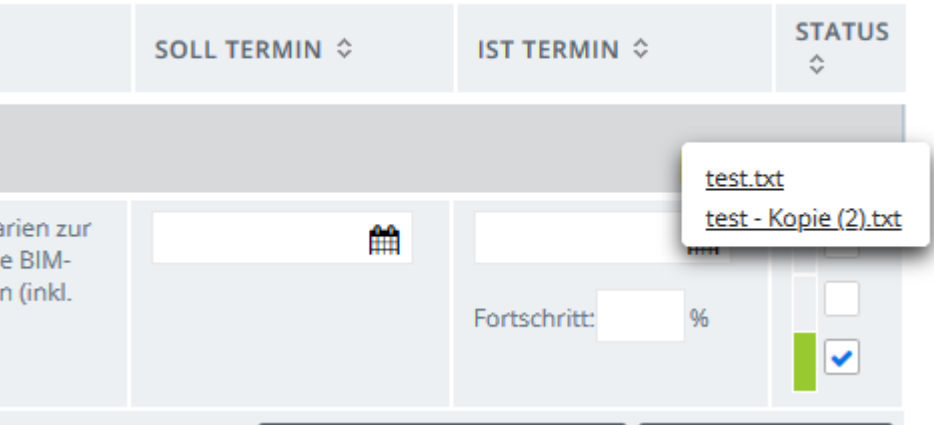 SOLL TERMIN
IST TERMIN
STATUS
test.txt
test - Kopie (2).txt
arien zur
e BIM-
n (inkl.
Fortschritt:
%